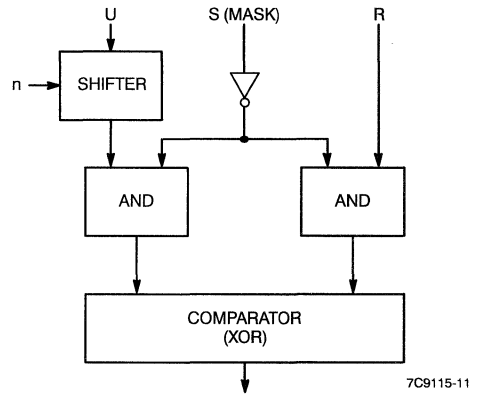 U
S (MASK)
R
n
SHIFTER
AND
AND
COMPARATOR
(XOR)
7C9115-11